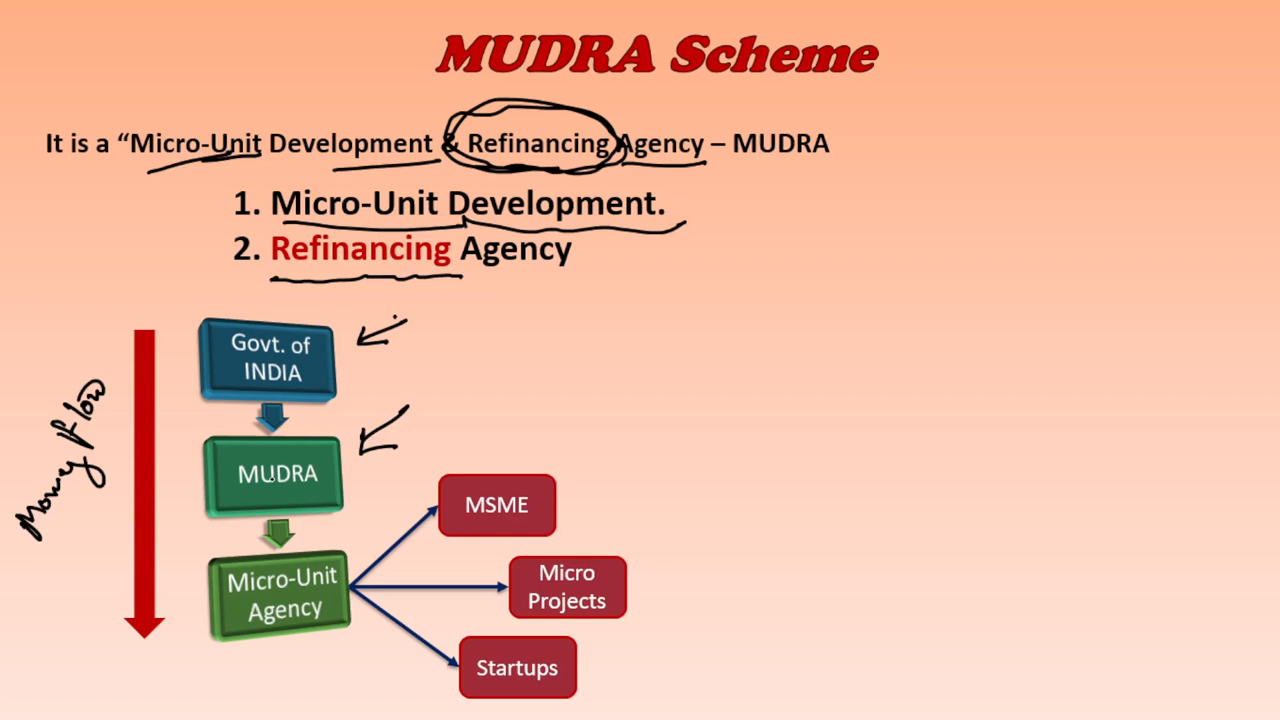 MUDRA Scheme
It is a “Micro-Unit Development & Refinancing Agency – MUDRA
1. Micro-Unit Development.
2. Refinancing Agency
Govt. of
INDIA
MUDRA
Micro-Unit
Agency
MSME
Micro
Projects
Startups
Money flow